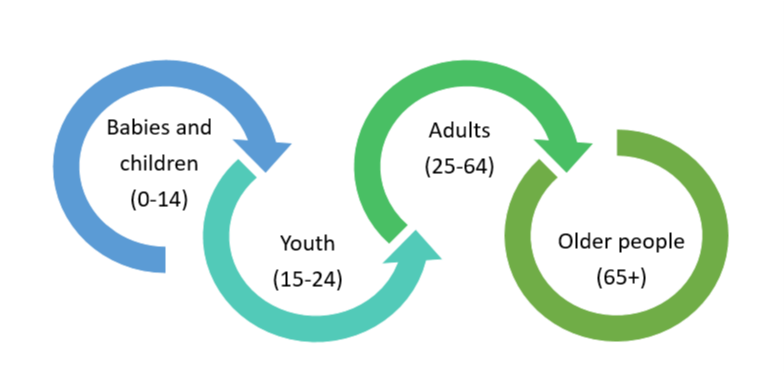 Babies and
children
(0-14)
Youth
(15-24)
Adults
(25-64)
Older people
(65+)